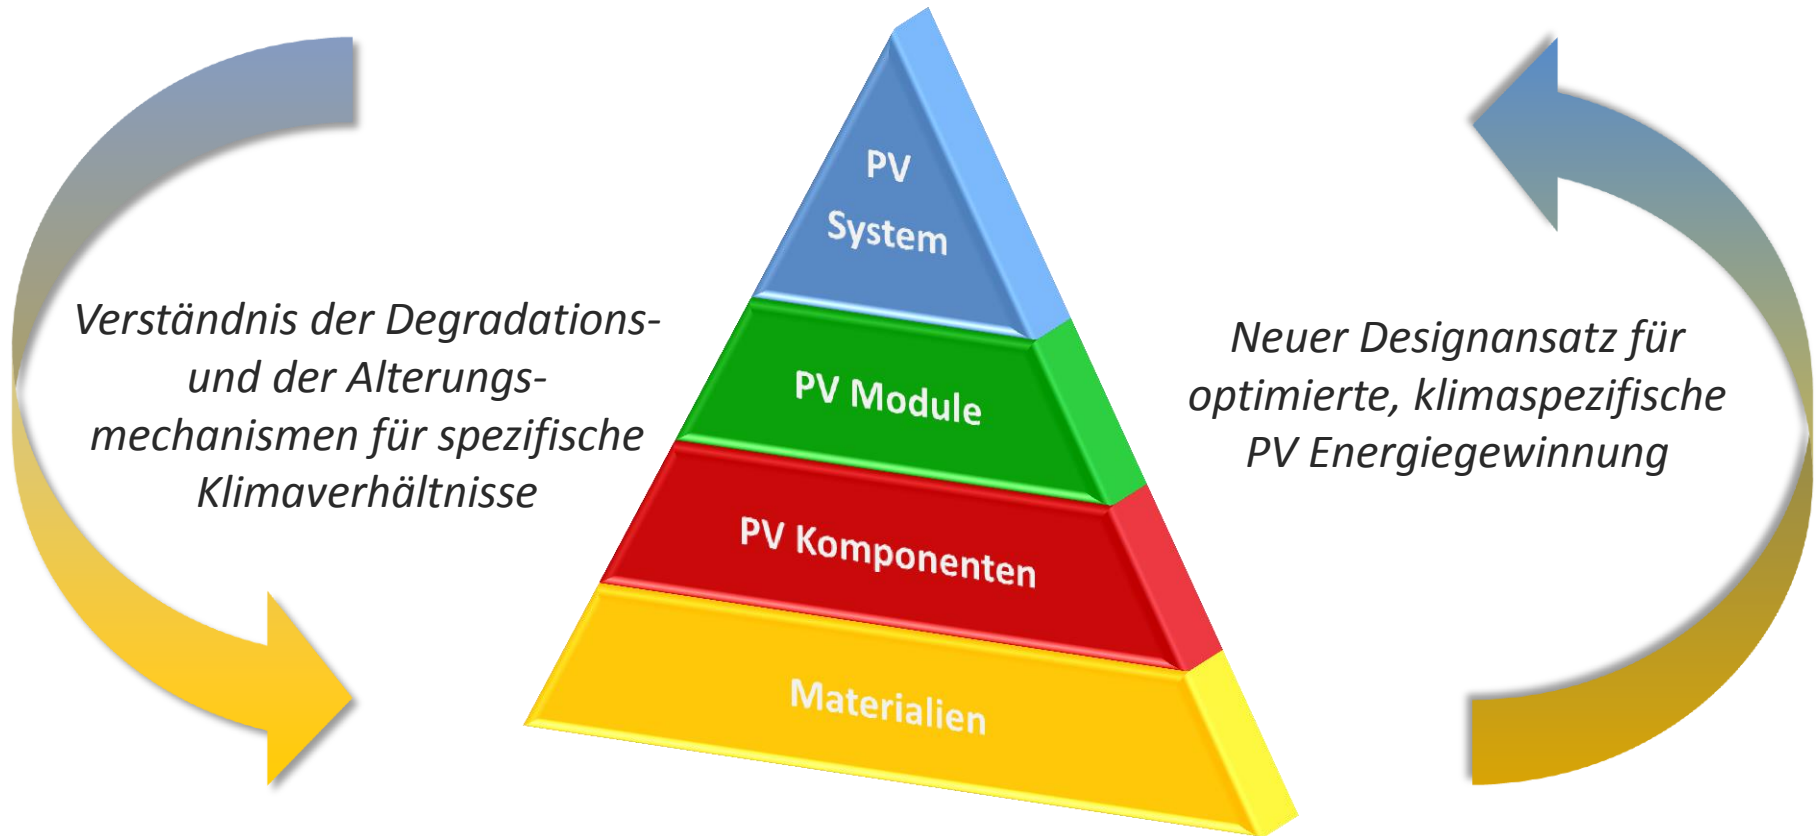 Verständnis der Degradations-
und der Alterungs-
mechanismen für spezifische
Klimaverhältnisse
PV
System
PV Module
PV Komponenten
Materialien
Neuer Designansatz für
optimierte, klimaspezifische
PV Energiegewinnung